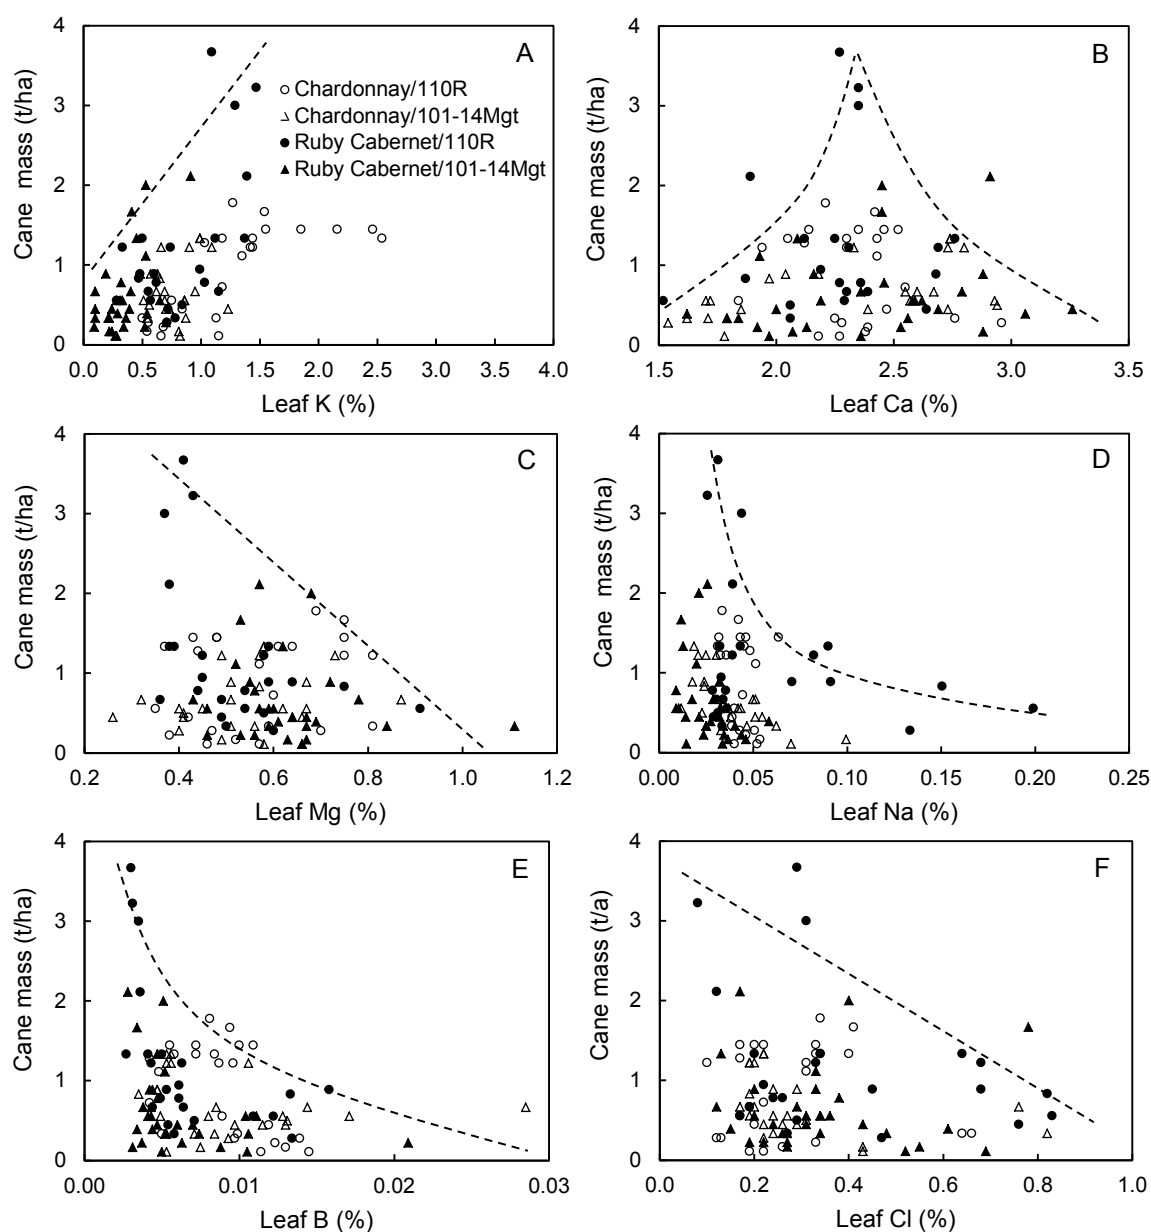 A
Cane mass (t/ha)
4
3
2
1
0
Chardonnay/110R
Chardonnay/101-14Mgt
Ruby Cabernet/110R
Ruby Cabernet/101-14Mgt
0.0 0.5 1.0 1.5 2.0 2.5 3.0 3.5 4.0
Leaf K (%)
B
Cane mass (t/ha)
4
3
2
1
0
1.5 2.0 2.5 3.0 3.5
Leaf Ca (%)
C
Cane mass (t/ha)
4
3
2
1
0
0.2 0.4 0.6 0.8 1.0 1.2
Leaf Mg (%)
D
Cane mass (t/ha)
4
3
2
1
0
0.00 0.05 0.10 0.15 0.20 0.25
Leaf Na (%)
E
Cane mass (t/ha)
4
3
2
1
0
0.00 0.01 0.02 0.03
Leaf B (%)
F
Cane mass (t/a)
4
3
2
1
0
0.0 0.2 0.4 0.6 0.8 1.0
Leaf Cl (%)